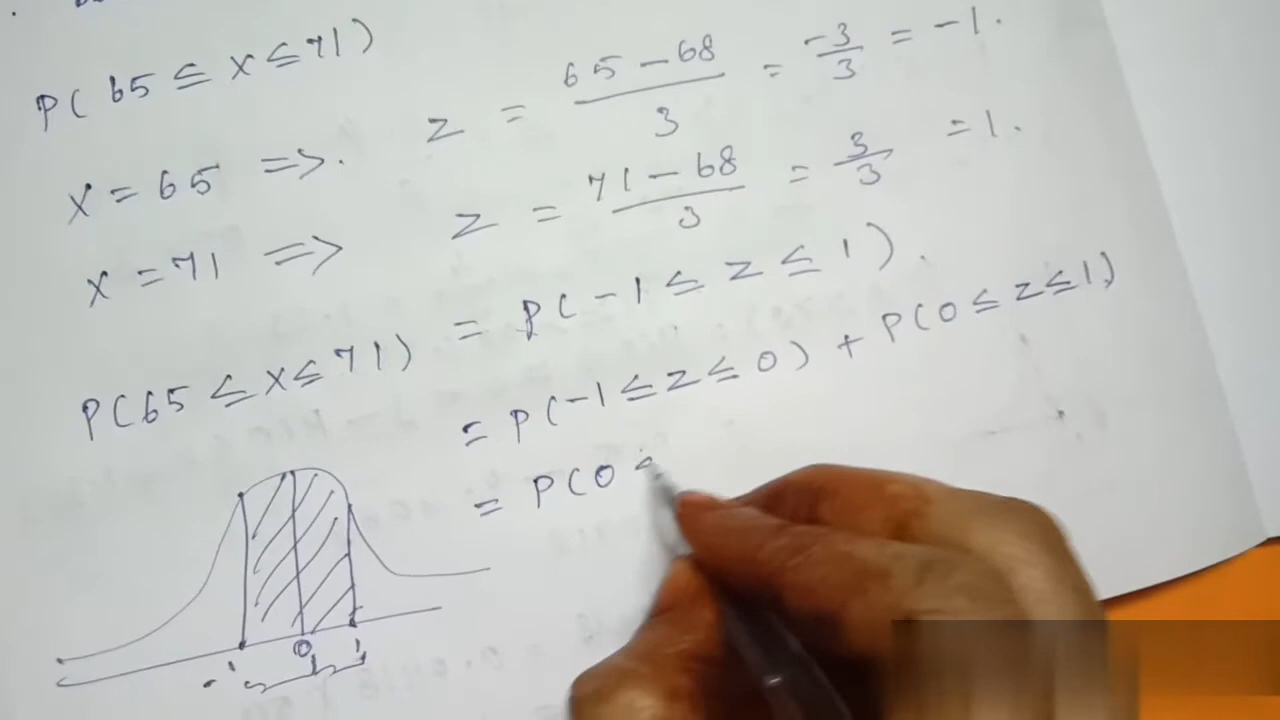 P( 65 ≤ x ≤ 71 )
x = 65 => . z = 65 - 68 / 3 = -3/3 = -1 .
x = 71 => z = 71 - 68 / 3 = 3/3 = 1 .
P( 65 ≤ x ≤ 71 ) = P( -1 ≤ z ≤ 1 ) .
= P( -1 ≤ z ≤ 0 ) + P( 0 ≤ z ≤ 1 )
= P( 0 ≤
-1 0 1